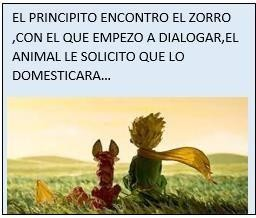 EL PRINCIPITO ENCONTRO EL ZORRO
,CON EL QUE EMPEZO A DIALOGAR,EL
ANIMAL LE SOLICITO QUE LO
DOMESTICARA...